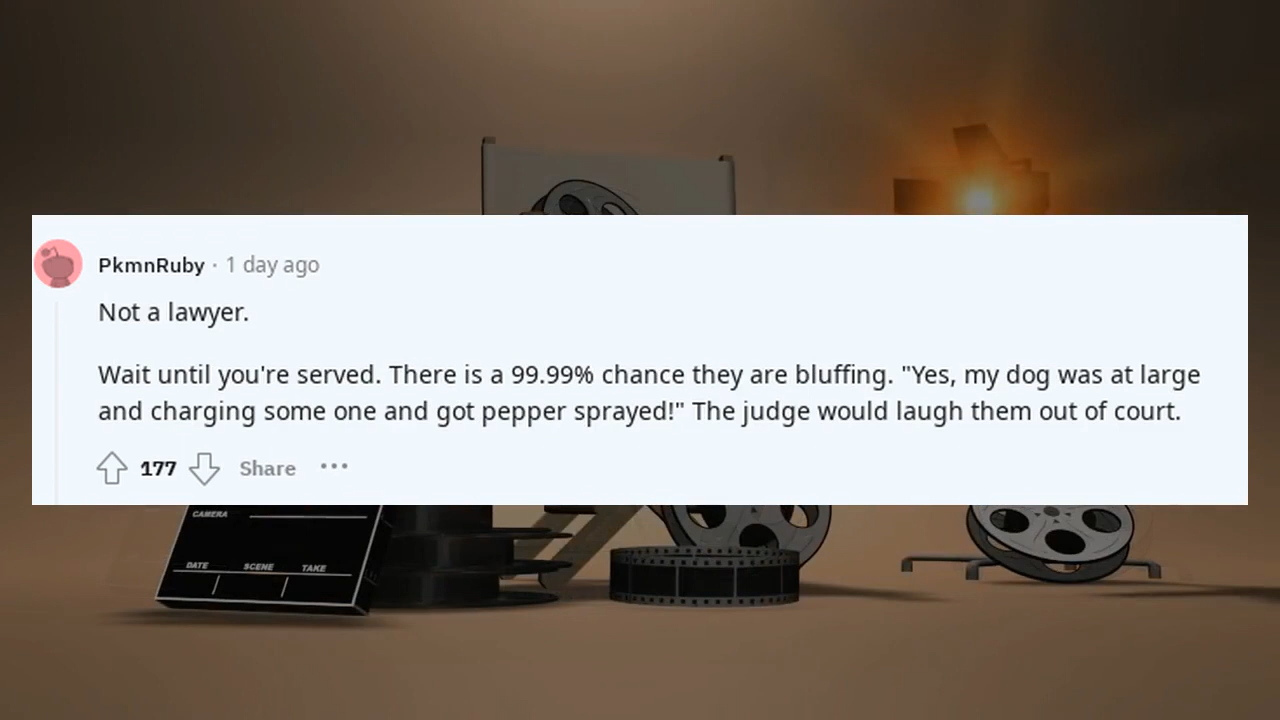 PkmnRuby · 1 day ago
Not a lawyer.
Wait until you're served. There is a 99.99% chance they are bluffing. "Yes, my dog was at large
and charging some one and got pepper sprayed!" The judge would laugh them out of court.
177 Share ···
CAMERA
DATE SCENE TAKE